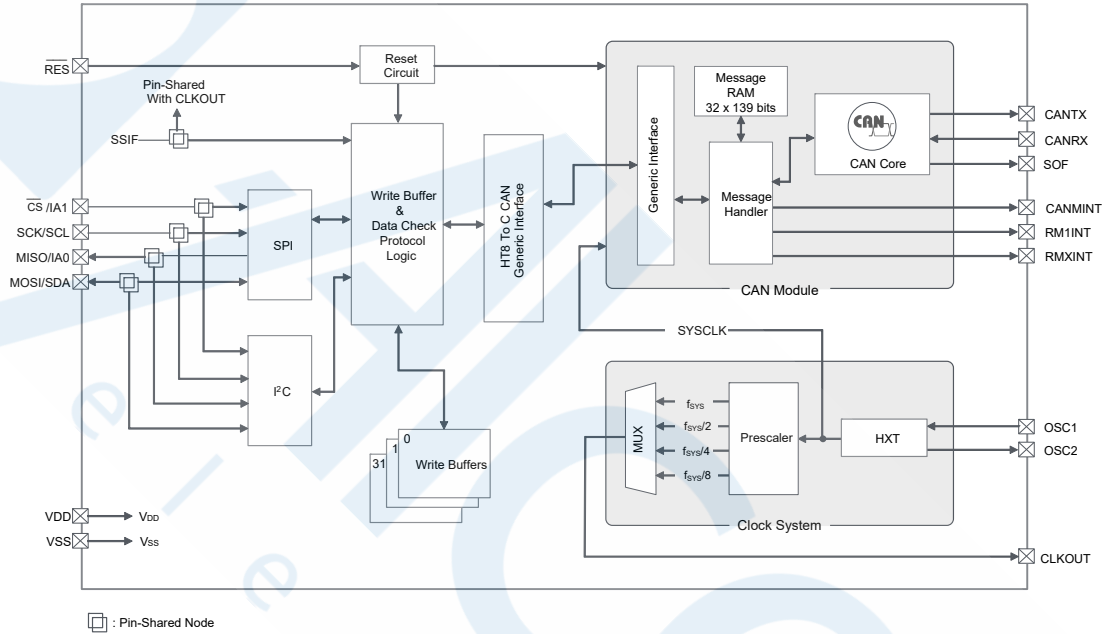 RES
Reset
Circuit
Pin-Shared
With CLKOUT
SSIF
CS /IA1
SCK/SCL
MISO/IA0
MOSI/SDA
SPI
I²C
Write Buffer
&
Data Check
Protocol
Logic
HT8 To C CAN
Generic Interface
0
1
31
Write Buffers
VDD
VDD
VSS
VSS
Generic Interface
Message
RAM
32 x 139 bits
Message
Handler
CAN
CAN Core
CAN Module
CANTX
CANRX
SOF
CANMINT
RM1INT
RMXINT
SYSCLK
MUX
fSYS
fSYS/2
fSYS/4
fSYS/8
Prescaler
HXT
Clock System
OSC1
OSC2
CLKOUT
: Pin-Shared Node